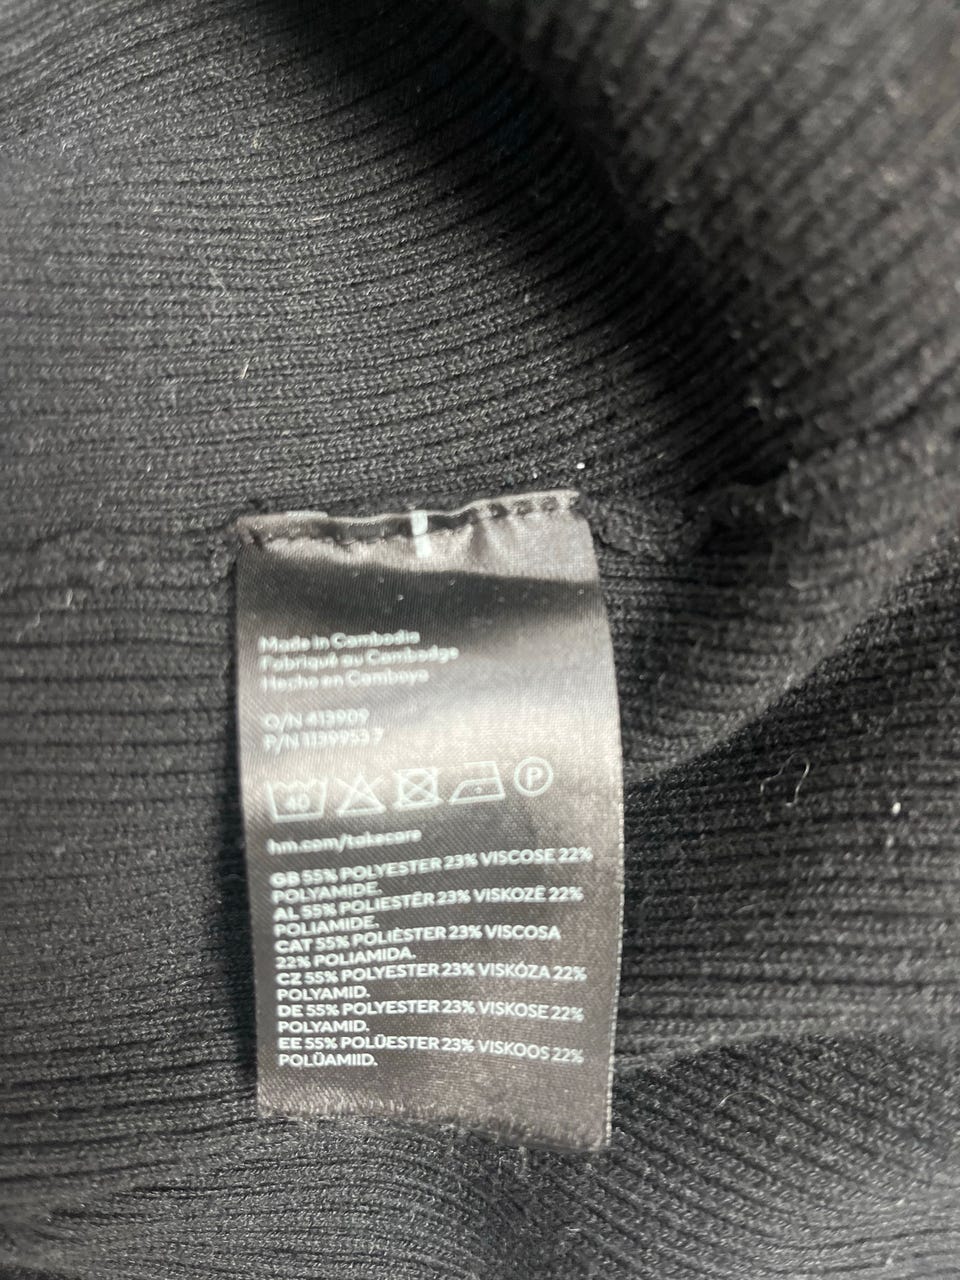 Made in Cambodia
Fabriqué au Cambodge
Hecho en Camboya
O/N 413909
P/N 1139953 7
40 P
hm.com/takecare
GB 55% POLYESTER 23% VISCOSE 22%
POLYAMIDE.
AL 55% POLIESTËR 23% VISKOZË 22%
POLIAMIDE.
CAT 55% POLIÈSTER 23% VISCOSA
22% POLIAMIDA.
CZ 55% POLYESTER 23% VISKÓZA 22%
POLYAMID.
DE 55% POLYESTER 23% VISKOSE 22%
POLYAMID.
EE 55% POLÜESTER 23% VISKOOS 22%
POLÜAMIID.